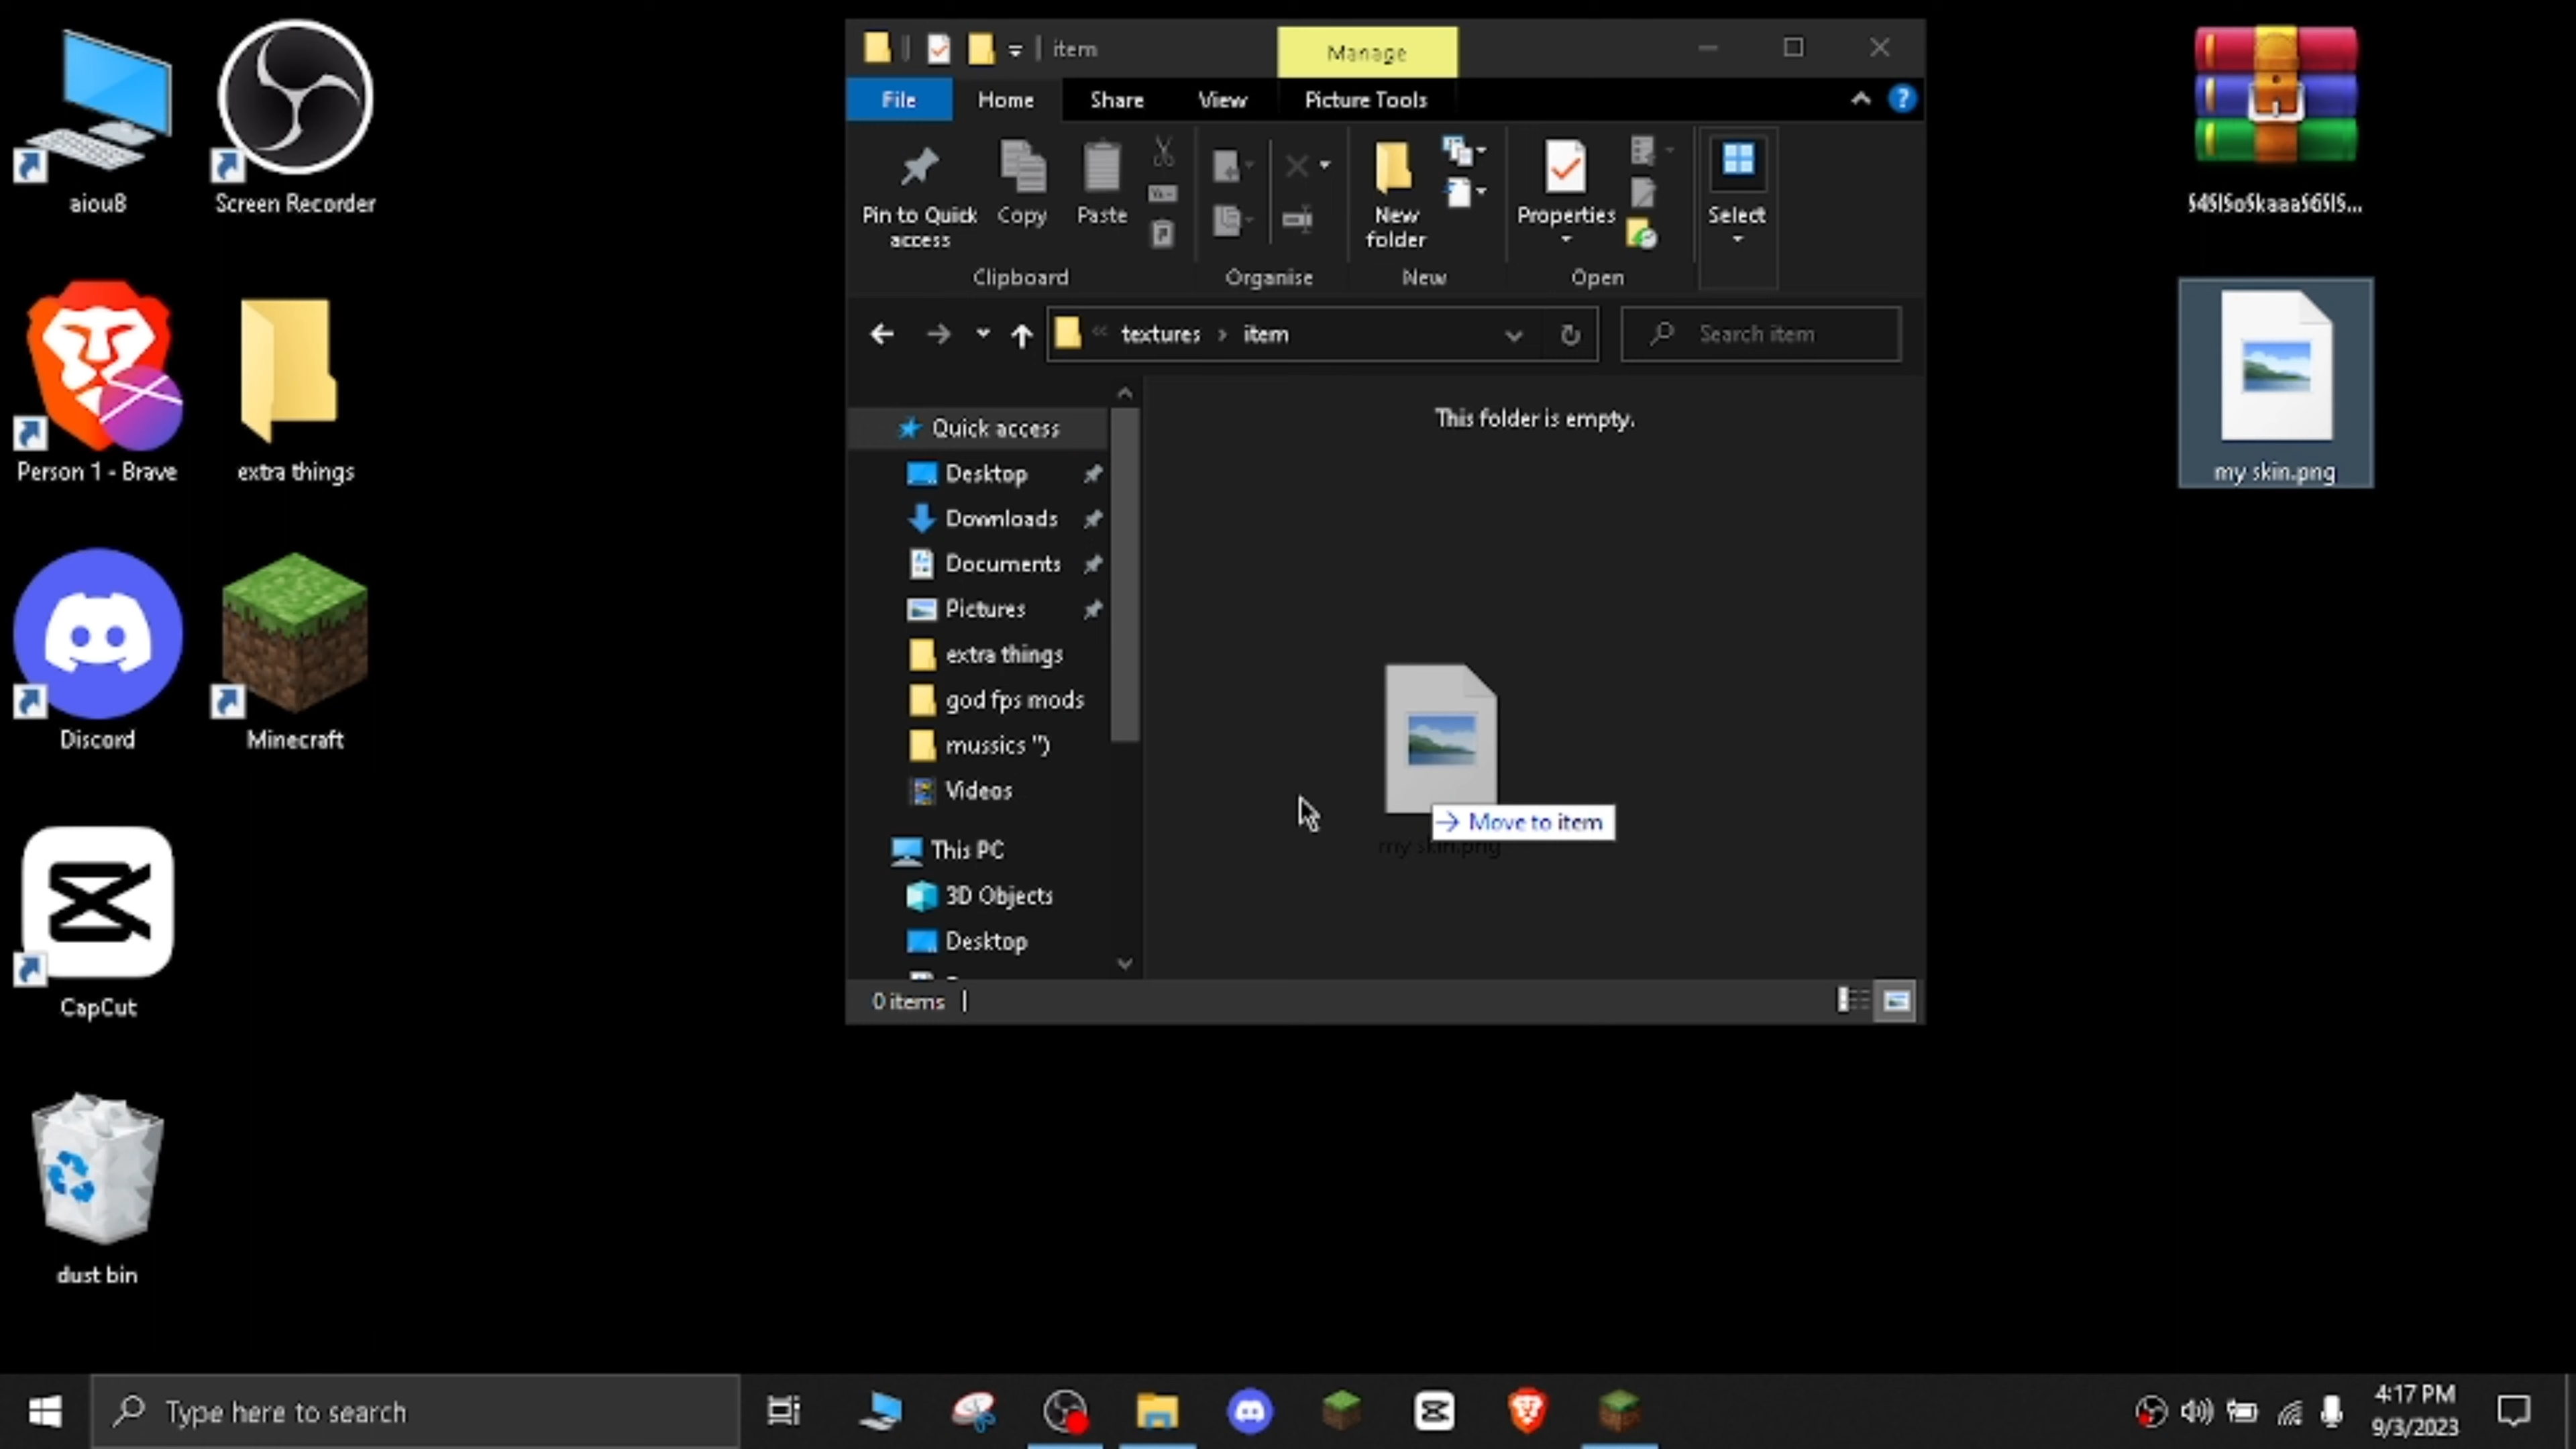 aiou8
Screen Recorder
Person 1 - Brave
extra things
Discord
Minecraft
CapCut
dust bin
item
Manage
File
Home
Share
View
Picture Tools
Pin to Quick
access
Copy
Paste
New
folder
Properties
Select
Clipboard
Organise
New
Open
textures
item
Search item
Quick access
Desktop
Downloads
Documents
Pictures
extra things
god fps mods
mussics ")
Videos
This PC
3D Objects
Desktop
This folder is empty.
Move to item
my skin.png
0 items
my skin.png
Type here to search
4:17 PM
9/3/2023